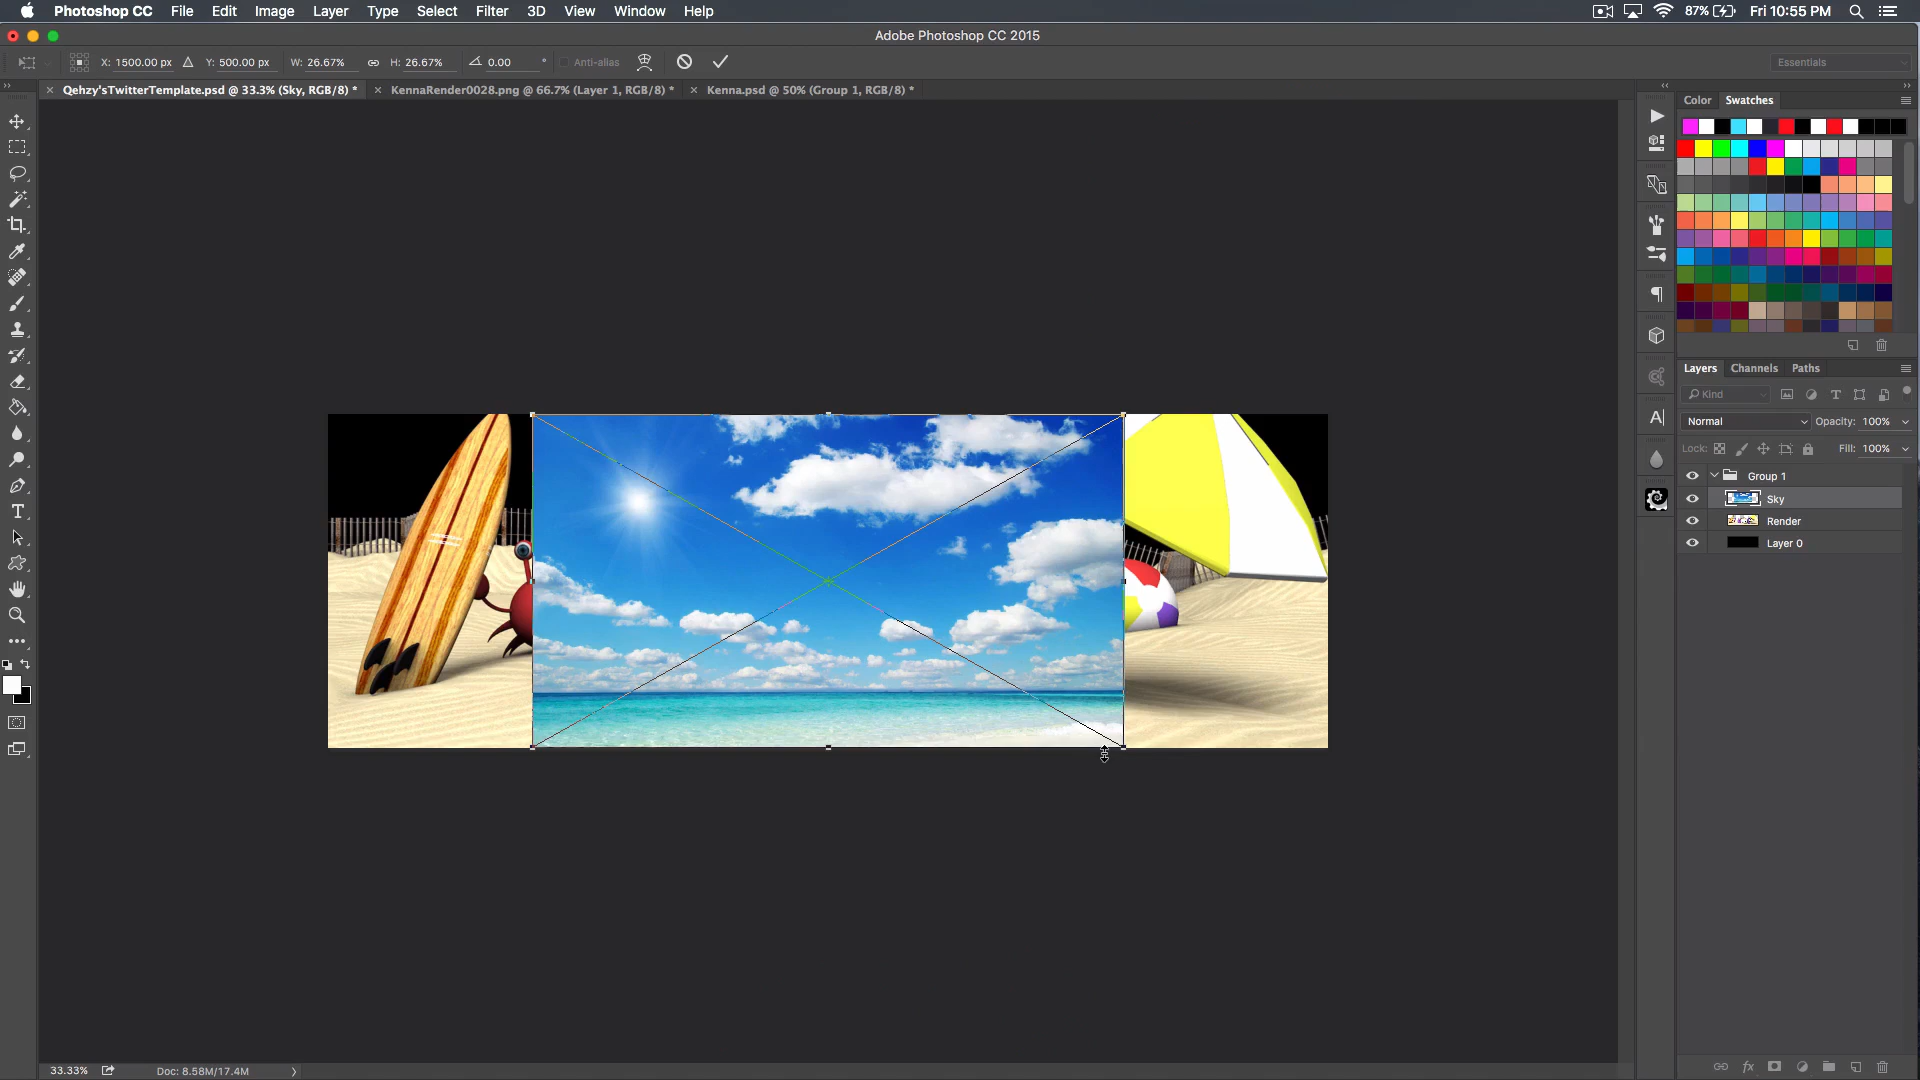 Photoshop CC File Edit Image Layer Type Select Filter 3D View Window Help 87% Fri 10:55 PM
Adobe Photoshop CC 2015
X: 1500.00 px Y: 500.00 px W: 26.67% H: 26.67% 0.00 ° Anti-alias Essentials
Qehzy'sTwitterTemplate.psd @ 33.3% (Sky, RGB/8) * KennaRender0028.png @ 66.7% (Layer 1, RGB/8) * Kenna.psd @ 50% (Group 1, RGB/8) *
Color Swatches
Layers Channels Paths
Kind
Normal Opacity: 100%
Lock: Fill: 100%
Group 1
Sky
Render
Layer 0
33.33% Doc: 8.58M/17.4M